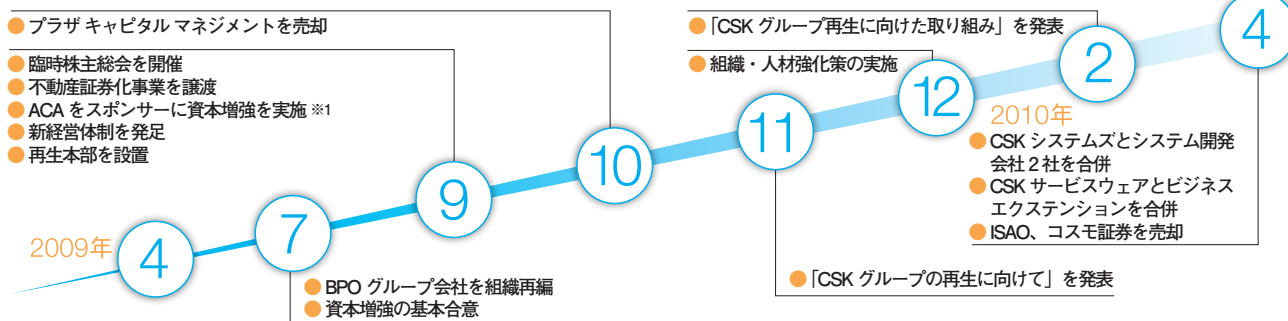 ● プラザ キャピタル マネジメントを売却
● 臨時株主総会を開催
● 不動産証券化事業を譲渡
● ACA をスポンサーに資本増強を実施 ※1
● 新経営体制を発足
● 再生本部を設置
2009年
4
7
● BPO グループ会社を組織再編
● 資本増強の基本合意
9
10
11
● 「CSK グループの再生に向けて」を発表
● 組織・人材強化策の実施
12
● 「CSK グループ再生に向けた取り組み」を発表
2
2010年
4
● CSK システムズとシステム開発
会社 2 社を合併
● CSK サービスウェアとビジネス
エクステンションを合併
● ISAO、コスモ証券を売却